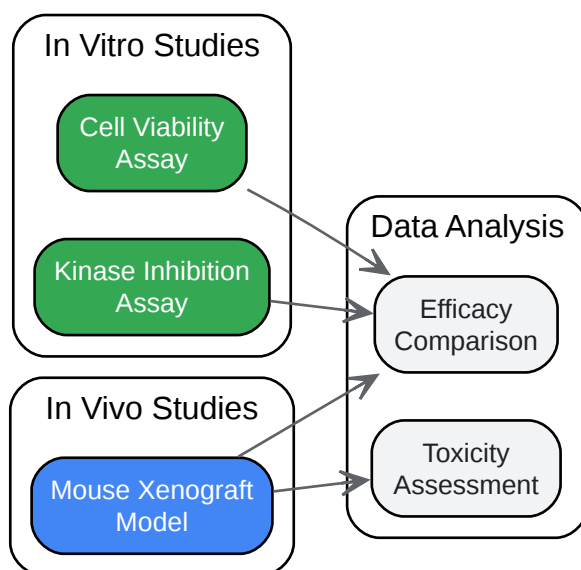 In Vitro Studies
Cell Viability
Assay
Kinase Inhibition
Assay
Data Analysis
Efficacy
Comparison
Toxicity
Assessment
In Vivo Studies
Mouse Xenograft
Model